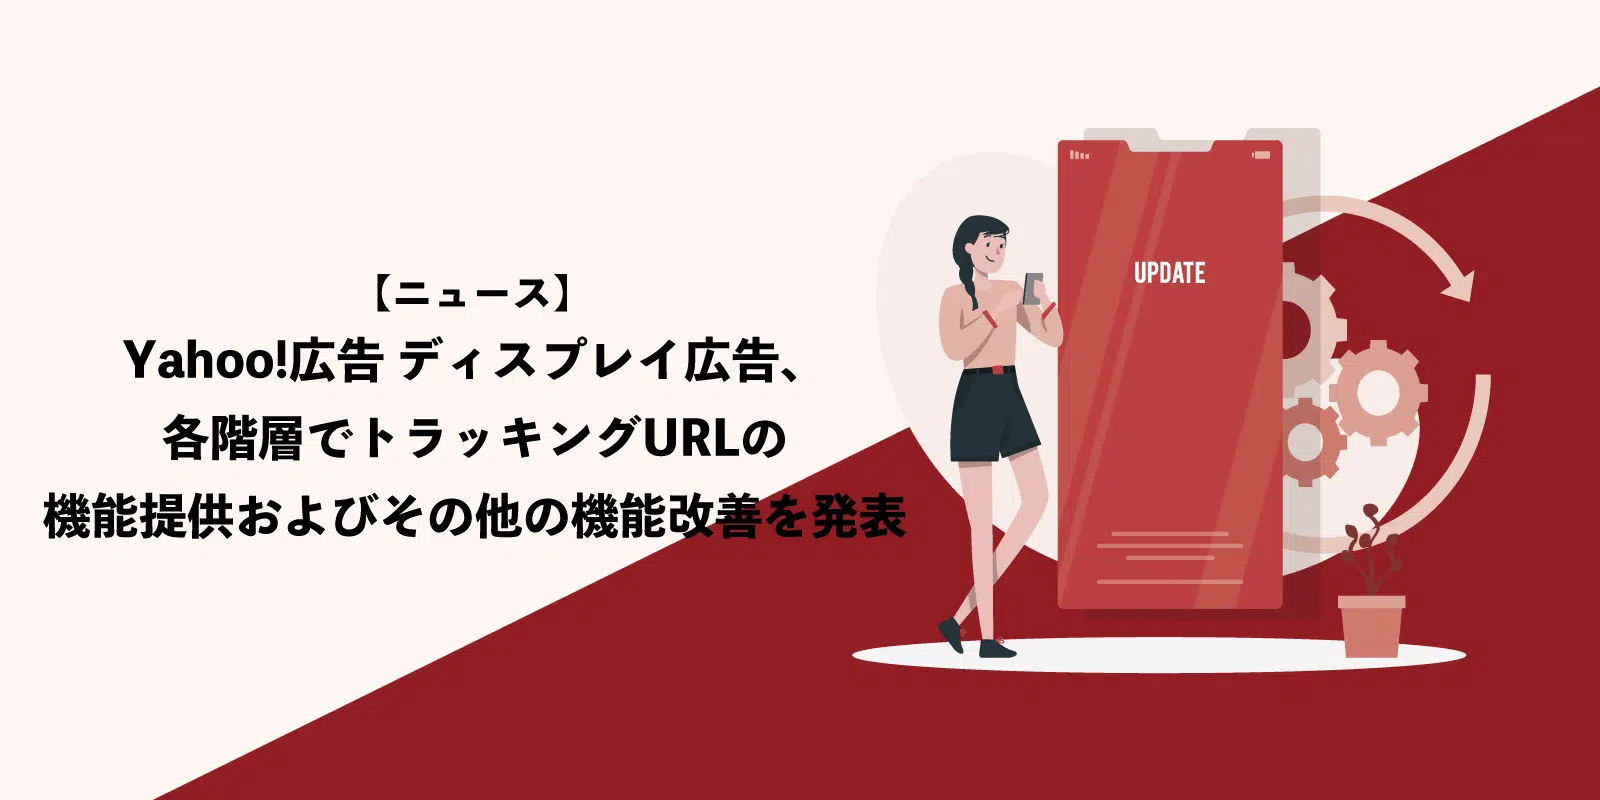 【ニュース】
Yahoo!広告 ディスプレイ広告、
各階層でトラッキングURLの
機能提供およびその他の機能改善を発表
UPDATE